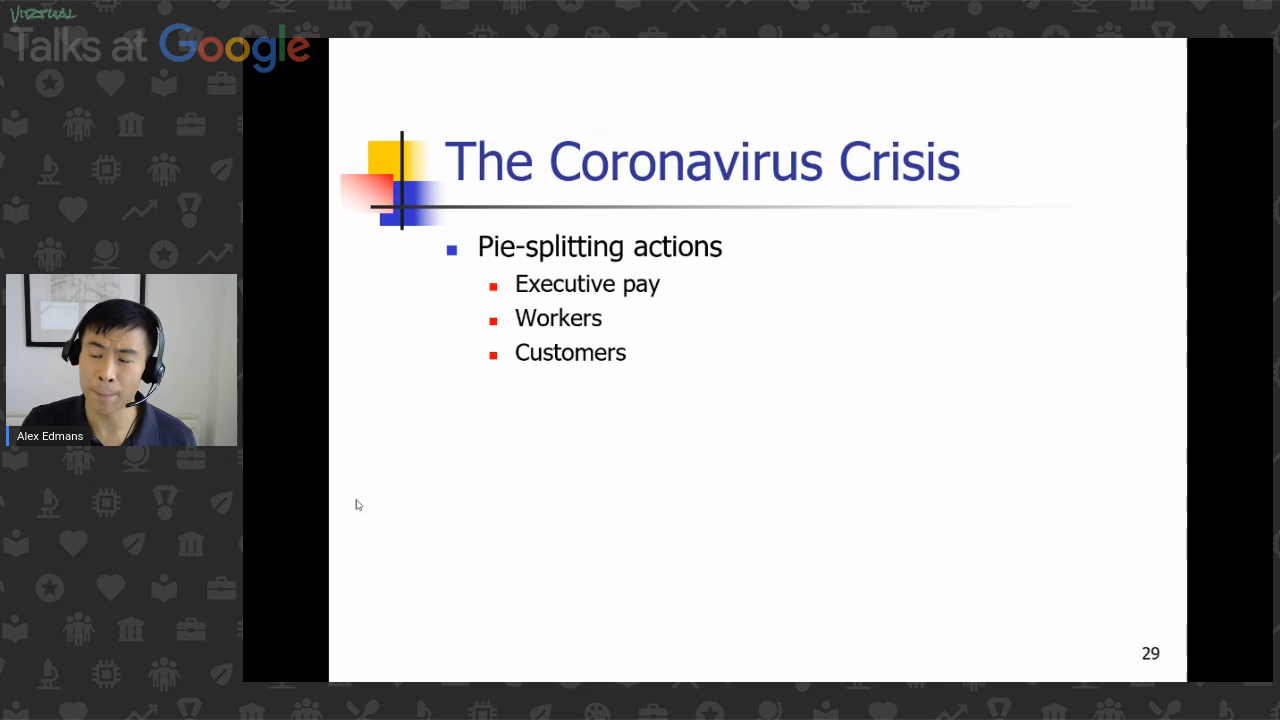 VIRTUAL
Talks at Google
The Coronavirus Crisis
Pie-splitting actions
Executive pay
Workers
Customers
Alex Edmans
29